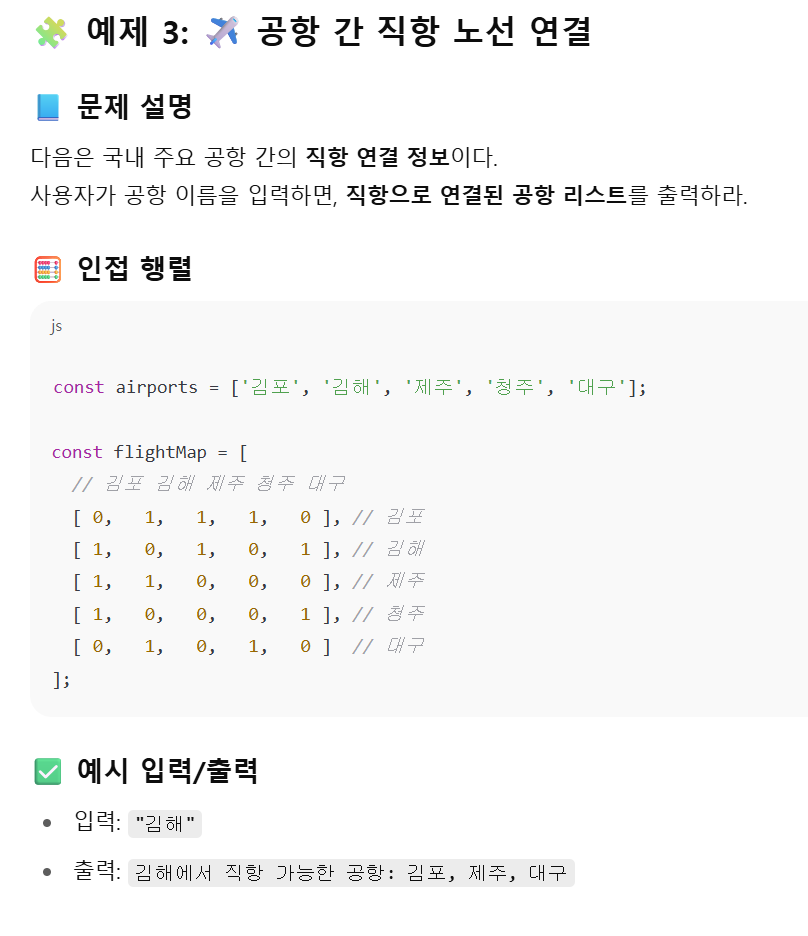 🧩 예제 3: ✈️ 공항 간 직항 노선 연결
📘 문제 설명
다음은 국내 주요 공항 간의 직항 연결 정보이다.
사용자가 공항 이름을 입력하면, 직항으로 연결된 공항 리스트를 출력하라.
🧮 인접 행렬
js
const airports = ['김포', '김해', '제주', '청주', '대구'];
const flightMap = [
  // 김포 김해 제주 청주 대구
  [ 0,   1,   1,   1,   0 ], // 김포
  [ 1,   0,   1,   0,   1 ], // 김해
  [ 1,   1,   0,   0,   0 ], // 제주
  [ 1,   0,   0,   0,   1 ], // 청주
  [ 0,   1,   0,   1,   0 ]  // 대구
];
✅ 예시 입력/출력
• 입력: "김해"
• 출력: 김해에서 직항 가능한 공항: 김포, 제주, 대구